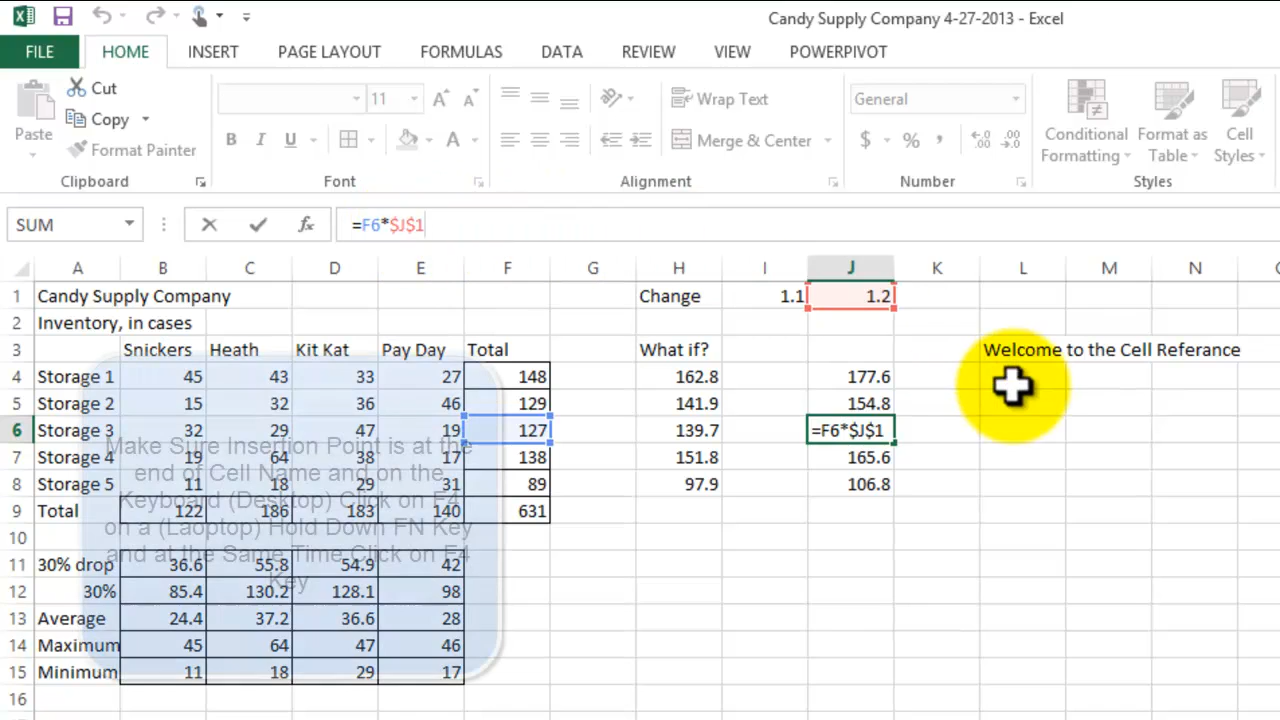 Candy Supply Company 4-27-2013 - Excel
FILE HOME INSERT PAGE LAYOUT FORMULAS DATA REVIEW VIEW POWERPIVOT
Cut
Copy
Format Painter
Paste
Clipboard
11
B I U
Font
Wrap Text
Merge & Center
Alignment
General
$ % ,
Number
Conditional Formatting
Format as Table
Cell Styles
Styles
SUM =F6*$J$1
A B C D E F G H I J K L M N
1 Candy Supply Company Change 1.1 1.2
2 Inventory, in cases
3 Snickers Heath Kit Kat Pay Day Total What if? Welcome to the Cell Referance
4 Storage 1 45 43 33 27 148 162.8 177.6
5 Storage 2 15 32 36 46 129 141.9 154.8
6 Storage 3 32 29 47 19 127 139.7 =F6*$J$1
7 Storage 4 19 64 38 17 138 151.8 165.6
8 Storage 5 11 18 29 31 89 97.9 106.8
9 Total 122 186 183 140 631
10
11 30% drop 36.6 55.8 54.9 42
12 30% 85.4 130.2 128.1 98
13 Average 24.4 37.2 36.6 28
14 Maximum 45 64 47 46
15 Minimum 11 18 29 17
16
Make Sure Insertion Point is at the
end of Cell Name and on the
Keyboard (Desktop) Click on F4
on a (Laoptop) Hold Down FN Key
and at the Same Time Click on F4
Key